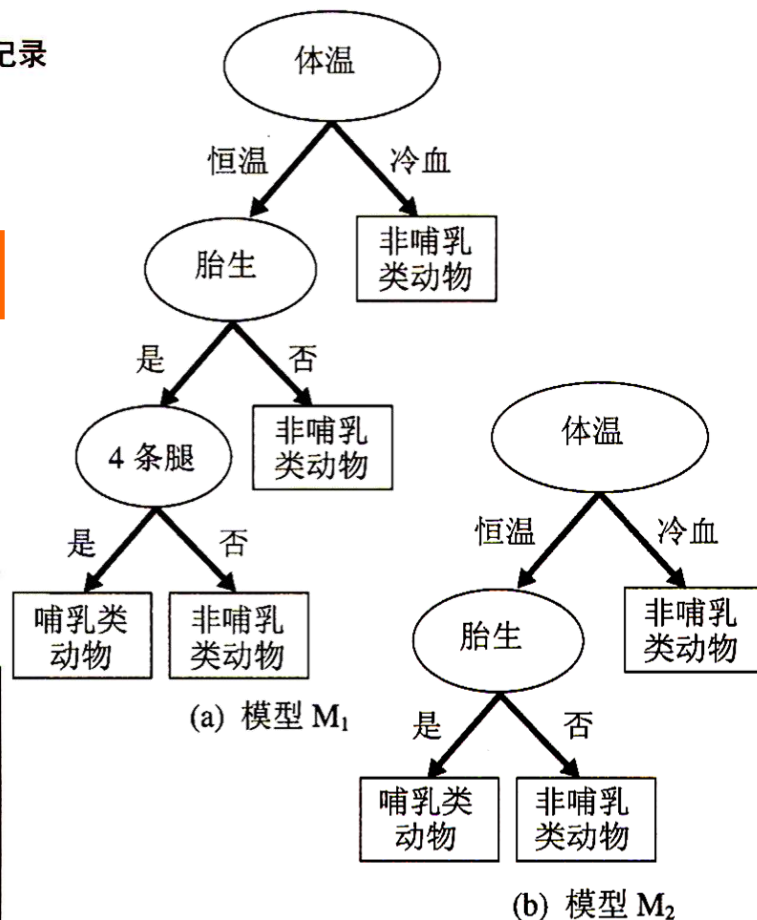 记录
体温
恒温
冷血
胎生
非哺乳
类动物
是
否
4 条腿
非哺乳
类动物
是
否
哺乳类
动物
非哺乳
类动物
(a) 模型 M₁
体温
恒温
冷血
胎生
非哺乳
类动物
是
否
哺乳类
动物
非哺乳
类动物
(b) 模型 M₂